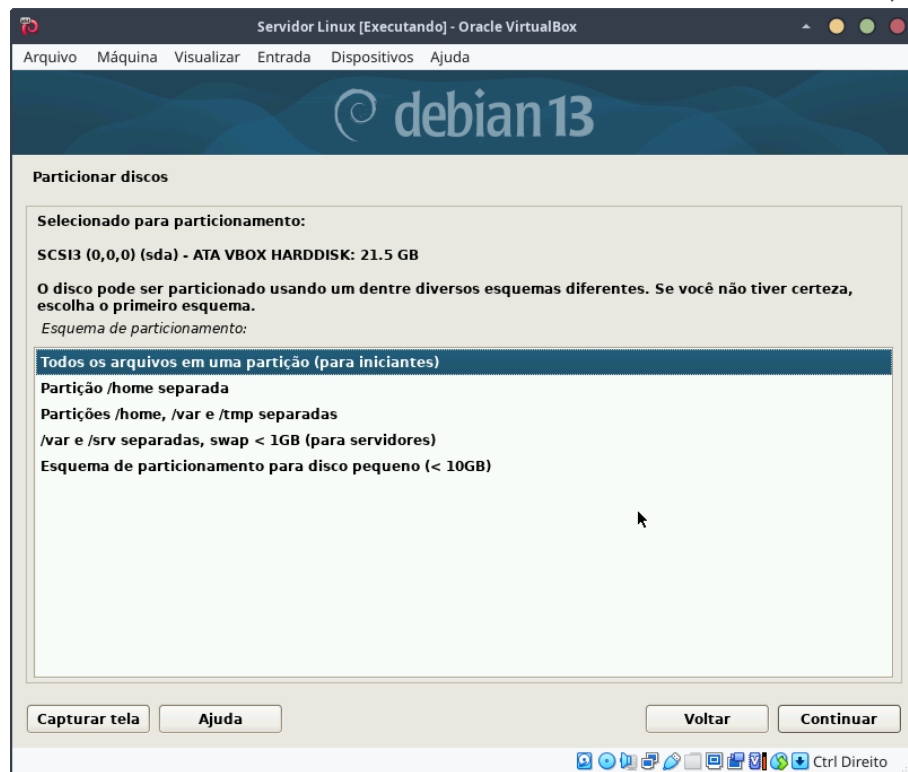 Servidor Linux [Executando] - Oracle VirtualBox
Arquivo Máquina Visualizar Entrada Dispositivos Ajuda
debian 13
Particionar discos
Selecionado para particionamento:
SCSI3 (0,0,0) (sda) - ATA VBOX HARDDISK: 21.5 GB
O disco pode ser particionado usando um dentre diversos esquemas diferentes. Se você não tiver certeza,
escolha o primeiro esquema.
Esquema de particionamento:
Todos os arquivos em uma partição (para iniciantes)
Partição /home separada
Partições /home, /var e /tmp separadas
/var e /srv separadas, swap < 1GB (para servidores)
Esquema de particionamento para disco pequeno (< 10GB)
Capturar tela Ajuda Voltar Continuar
Ctrl Direito